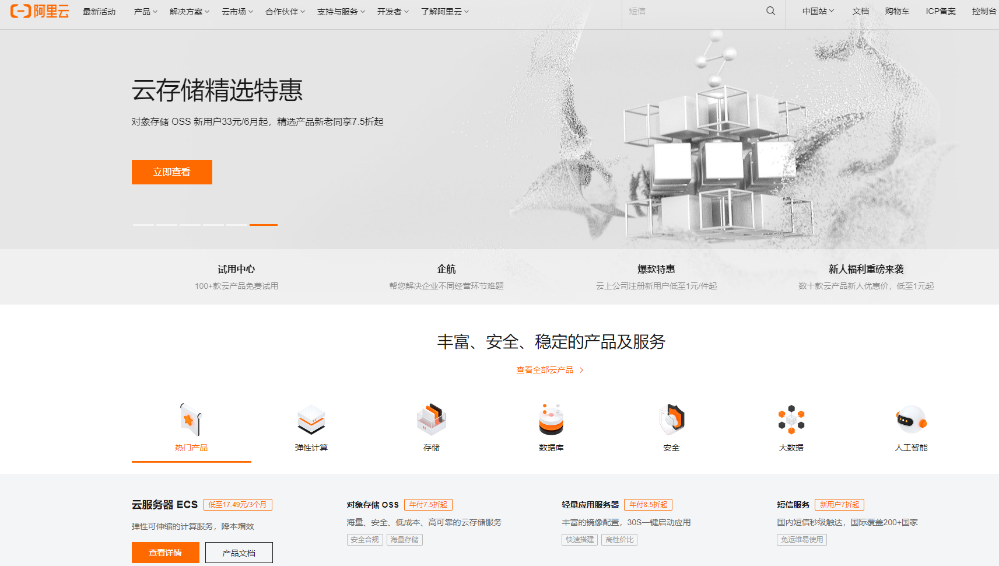 阿里云 最新活动 产品 解决方案 云市场 合作伙伴 支持与服务 开发者 了解阿里云 短信 中国站 文档 购物车 ICP备案 控制台
云存储精选特惠
对象存储 OSS 新用户33元/6月起，精选产品新老同享7.5折起
立即查看
试用中心 企航 爆款特惠 新人福利重磅来袭
100+款云产品免费试用 帮您解决企业不同经营环节难题 云上公司注册新用户低至1元/件起 数十款云产品新人优惠价，低至1元起
丰富、安全、稳定的产品及服务
查看全部云产品
热门产品 弹性计算 存储 数据库 安全 大数据 人工智能
云服务器 ECS 低至17.49元/3个月 对象存储 OSS 年付7.5折起 轻量应用服务器 年付8.5折起 短信服务 新用户7折起
弹性可伸缩的计算服务，降本增效 海量、安全、低成本、高可靠的云存储服务 丰富的镜像配置，30S一键启动应用 国内短信秒级触达，国际覆盖200+国家
安全合规 海量存储 快速搭建 高性价比 免运维易使用
查看详情 产品文档